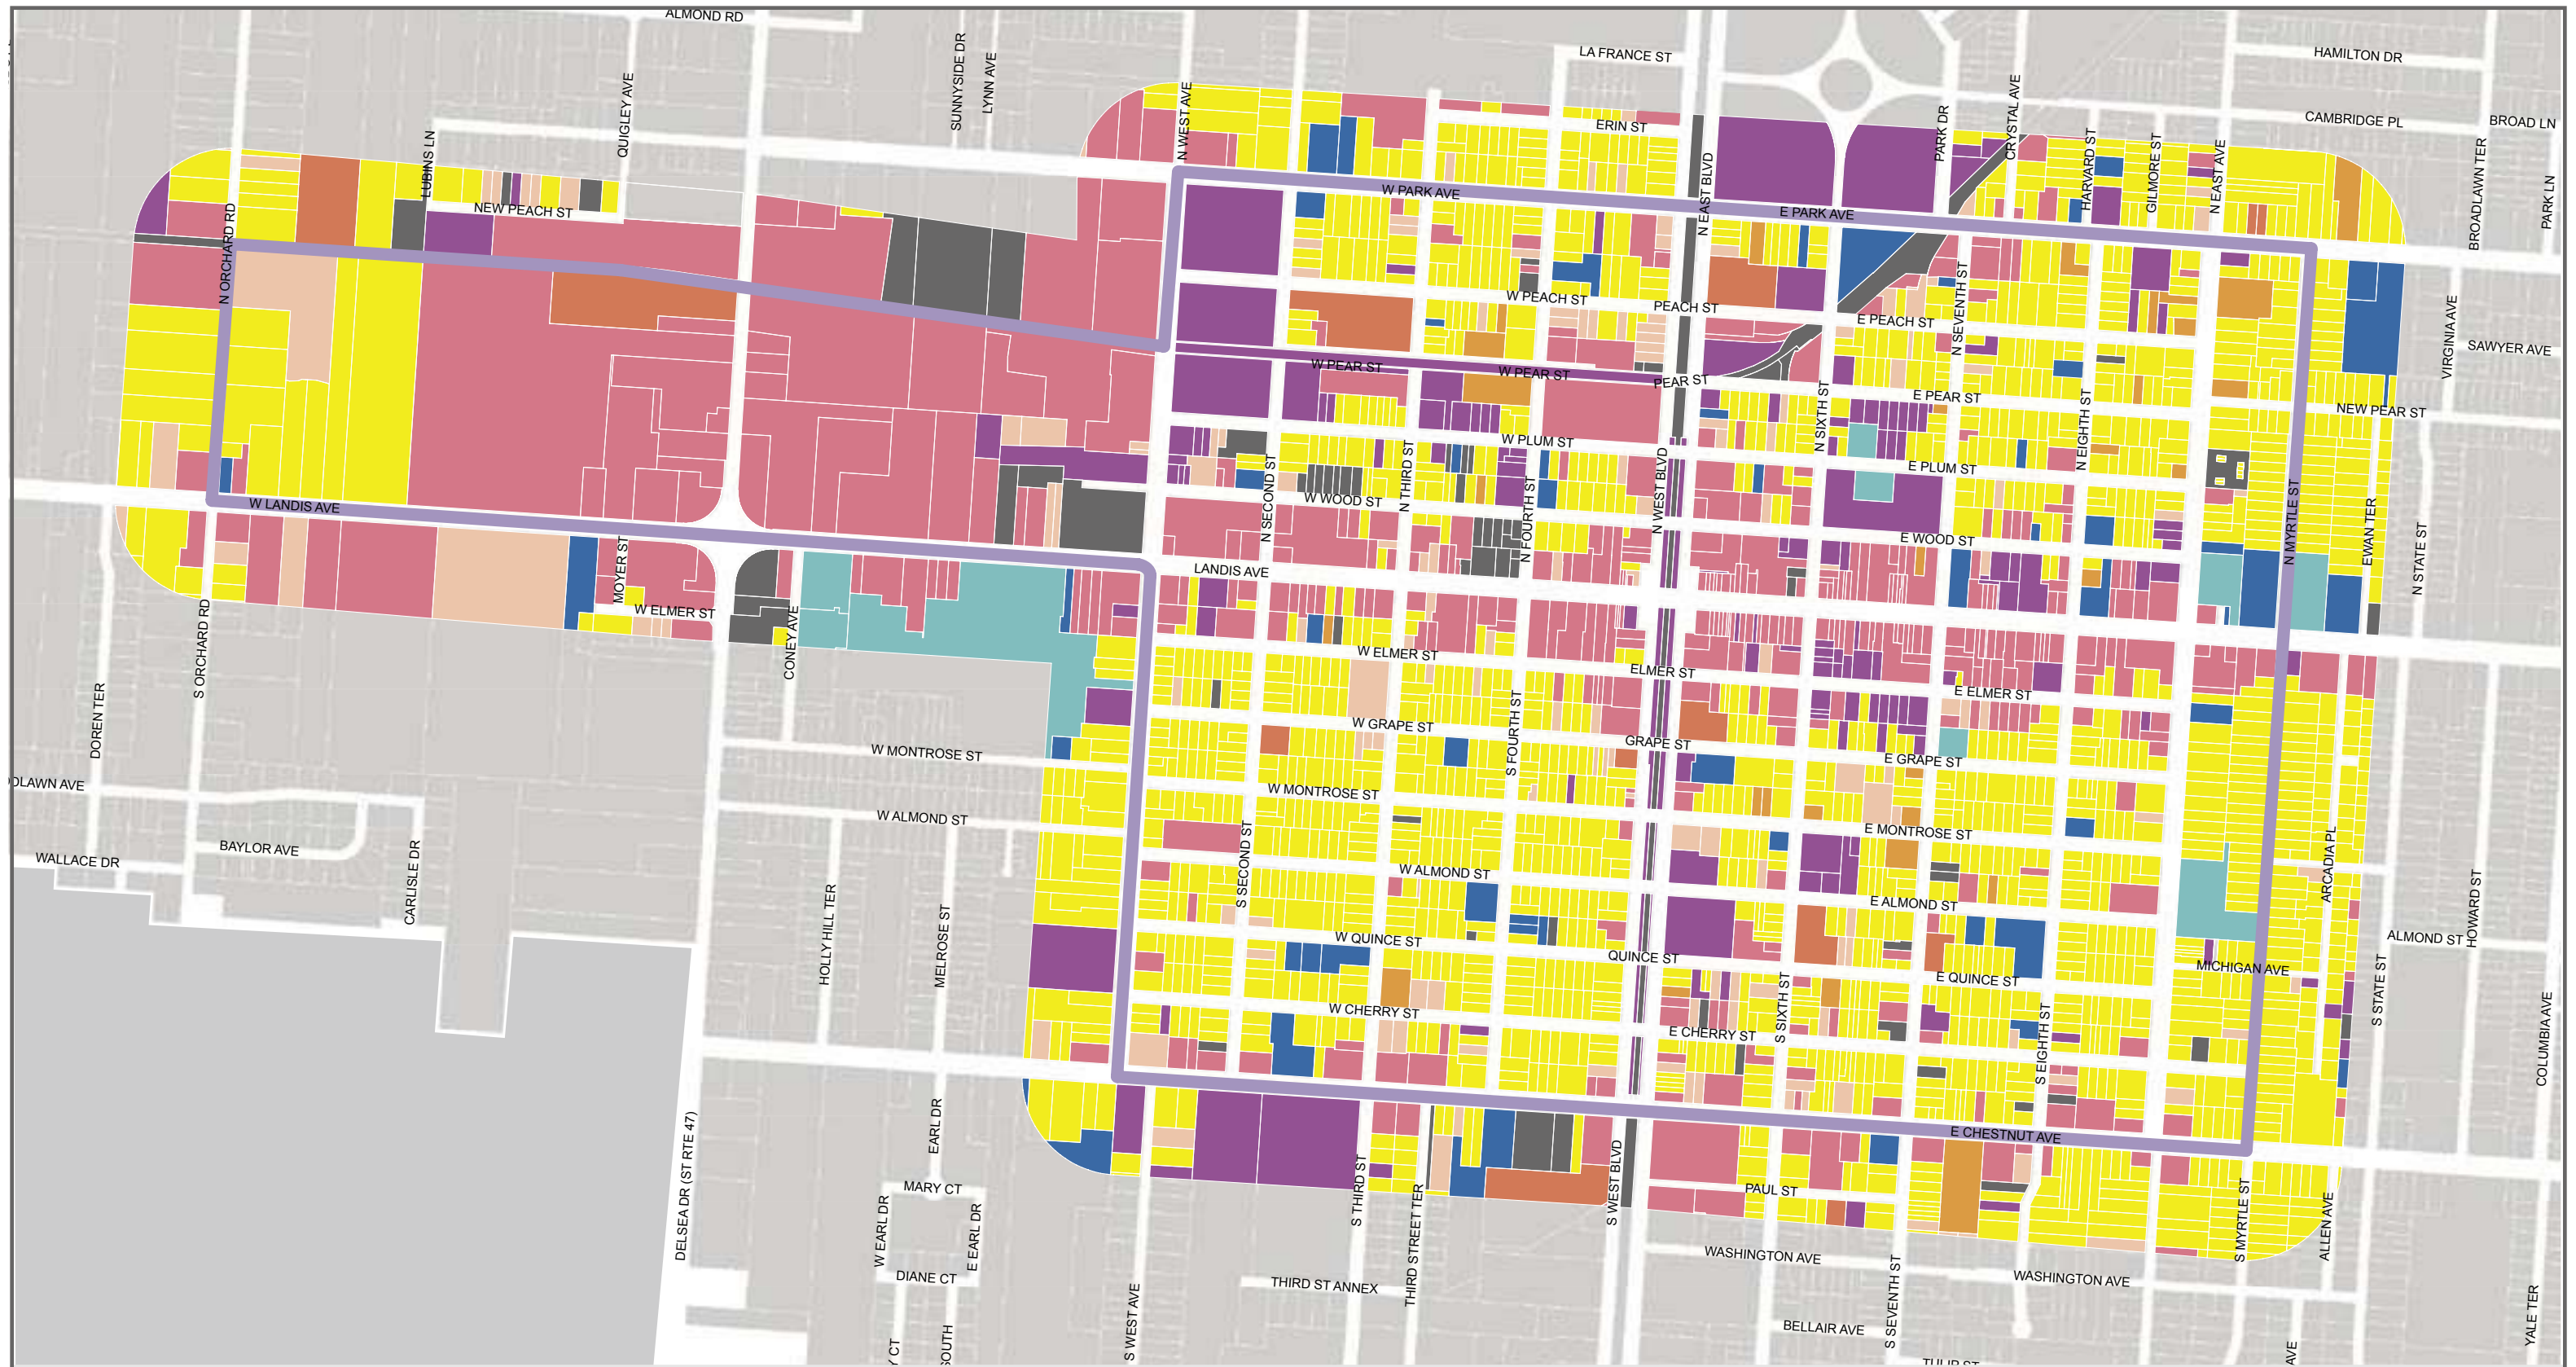 ALMOND RD
SUNNYSIDE DR
LYNN AVE
QUIGLEY AVE
LUBINS LN
NEW PEACH ST
N ORCHARD RD
N WEST AVE
LA FRANCE ST
ERIN ST
HAMILTON DR
CAMBRIDGE PL
BROAD LN
BROADLAWN TER
PARK LN
PARK DR
CRYSTAL AVE
HARVARD ST
GILMORE ST
N EAST AVE
N EAST BLVD
W PARK AVE
E PARK AVE
W PEACH ST
PEACH ST
E PEACH ST
N SEVENTH ST
VIRGINIA AVE
SAWYER AVE
W PEAR ST
W PEAR ST
PEAR ST
E PEAR ST
NEW PEAR ST
N SIXTH ST
N EIGHTH ST
W PLUM ST
E PLUM ST
N SECOND ST
N THIRD ST
N FOURTH ST
N WEST BLVD
N MYRTLE ST
EWAN TER
N STATE ST
W WOOD ST
E WOOD ST
W LANDIS AVE
LANDIS AVE
MOYER ST
W ELMER ST
CONEY AVE
W ELMER ST
ELMER ST
E ELMER ST
S ORCHARD RD
DOREN TER
W GRAPE ST
GRAPE ST
E GRAPE ST
S FOURTH ST
W MONTROSE ST
W MONTROSE ST
E MONTROSE ST
DLAWN AVE
BAYLOR AVE
WALLACE DR
CARLISLE DR
W ALMOND ST
W ALMOND ST
E ALMOND ST
S SECOND ST
ARCADIA PL
HOWARD ST
ALMOND ST
HOLLY HILL TER
MELROSE ST
W QUINCE ST
QUINCE ST
E QUINCE ST
MICHIGAN AVE
S STATE ST
S SIXTH ST
S EIGHTH ST
W CHERRY ST
E CHERRY ST
COLUMBIA AVE
DELSEA DR (ST RTE 47)
EARL DR
E CHESTNUT AVE
MARY CT
W EARL DR
E EARL DR
DIANE CT
S WEST AVE
S THIRD ST
THIRD STREET TER
THIRD ST ANNEX
S WEST BLVD
PAUL ST
WASHINGTON AVE
WASHINGTON AVE
S SEVENTH ST
S MYRTLE ST
ALLEN AVE
BELLAIR AVE
YALE TER
Y CT
SOUTH
TULIP ST
AVE